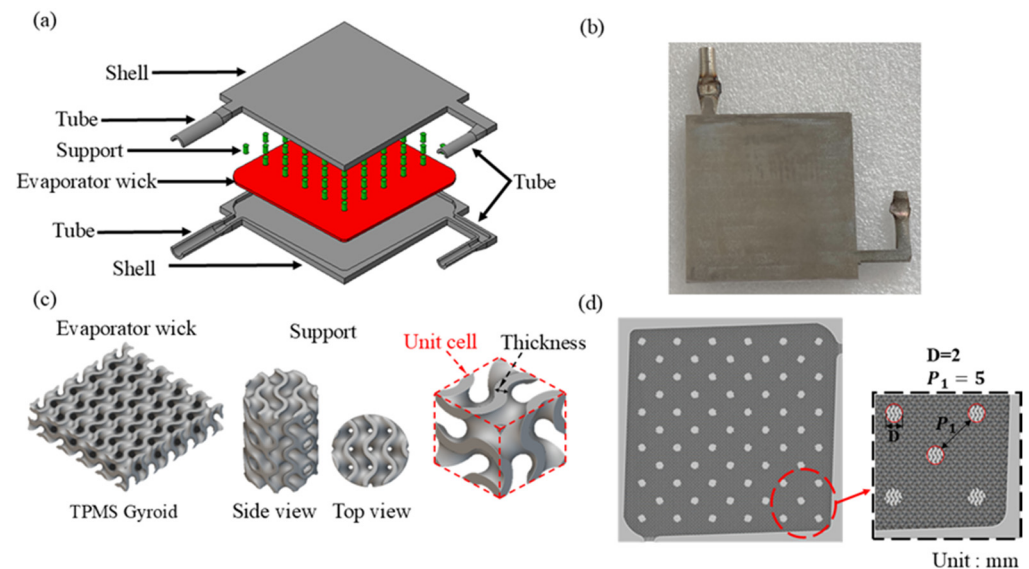 (a)
Shell
Tube
Support
Evaporator wick
Tube
Tube
Shell
(b)
(c)
Evaporator wick
Support
Unit cell
Thickness
TPMS Gyroid
Side view
Top view
(d)
D=2
P₁ = 5
P₁
D
Unit : mm